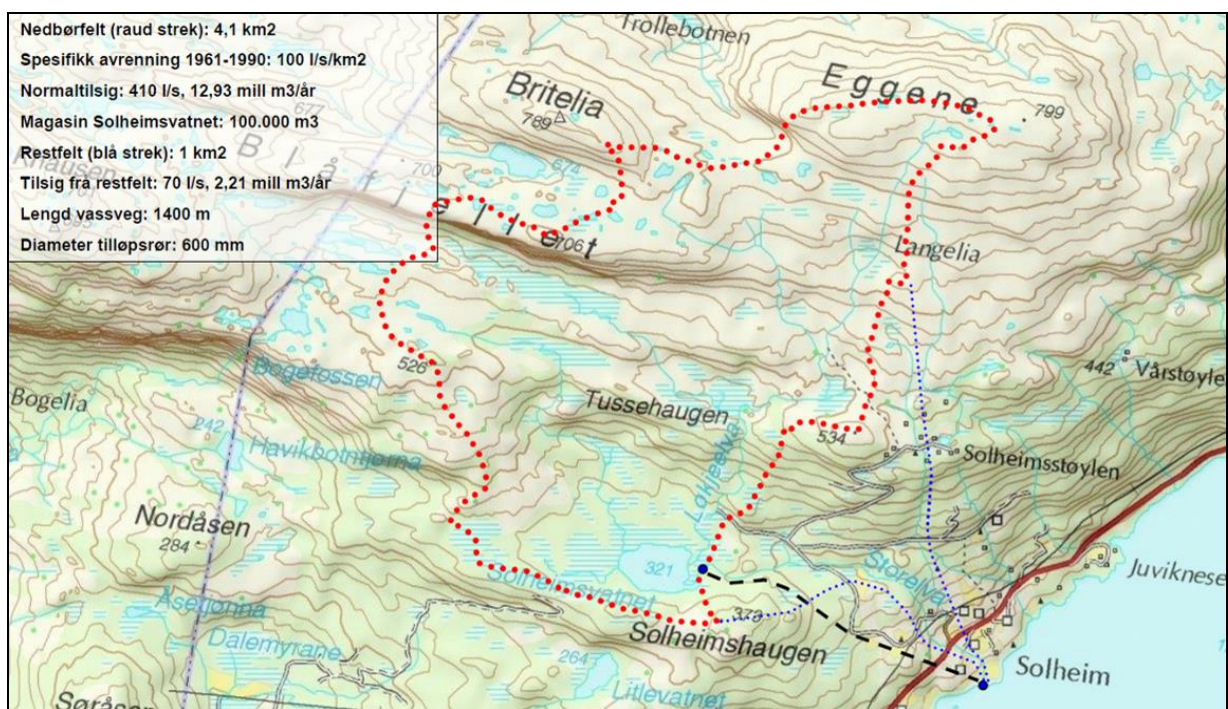 Nedbørfelt (raud strek): 4,1 km2
Spesifikk avrenning 1961-1990: 100 l/s/km2
Normaltilsig: 410 l/s, 12,93 mill m3/år
Magasin Solheimsvatnet: 100.000 m3
Restfelt (blå strek): 1 km2
Tilsig frå restfelt: 70 l/s, 2,21 mill m3/år
Lengd vassveg: 1400 m
Diameter tilløpsrør: 600 mm
Trollebotnen
Eggene
799
Britelia
789
677
674
Blåfjellet
700
706
Langelia
526
Bogefossen
Bogelia
442
Vårstøyle
Tussehaugen
534
242
Havikbotntjørna
Solheimsstøylen
Nordåsen
284
321
Solheimsvatnet
Storelva
Juviknese
Åsetjønna
373
Solheimshaugen
Dalemyrane
264
Litlevatnet
Solheim
Søråsen